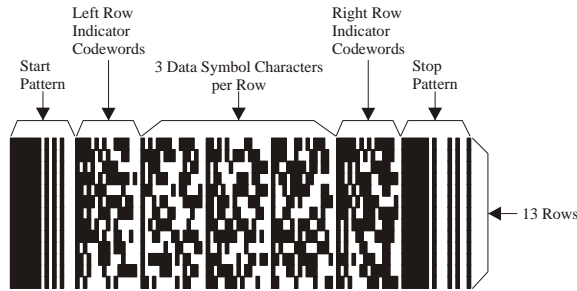 Left Row
Indicator
Codewords
Right Row
Indicator
Codewords
Start
Pattern
3 Data Symbol Characters
per Row
Stop
Pattern
13 Rows